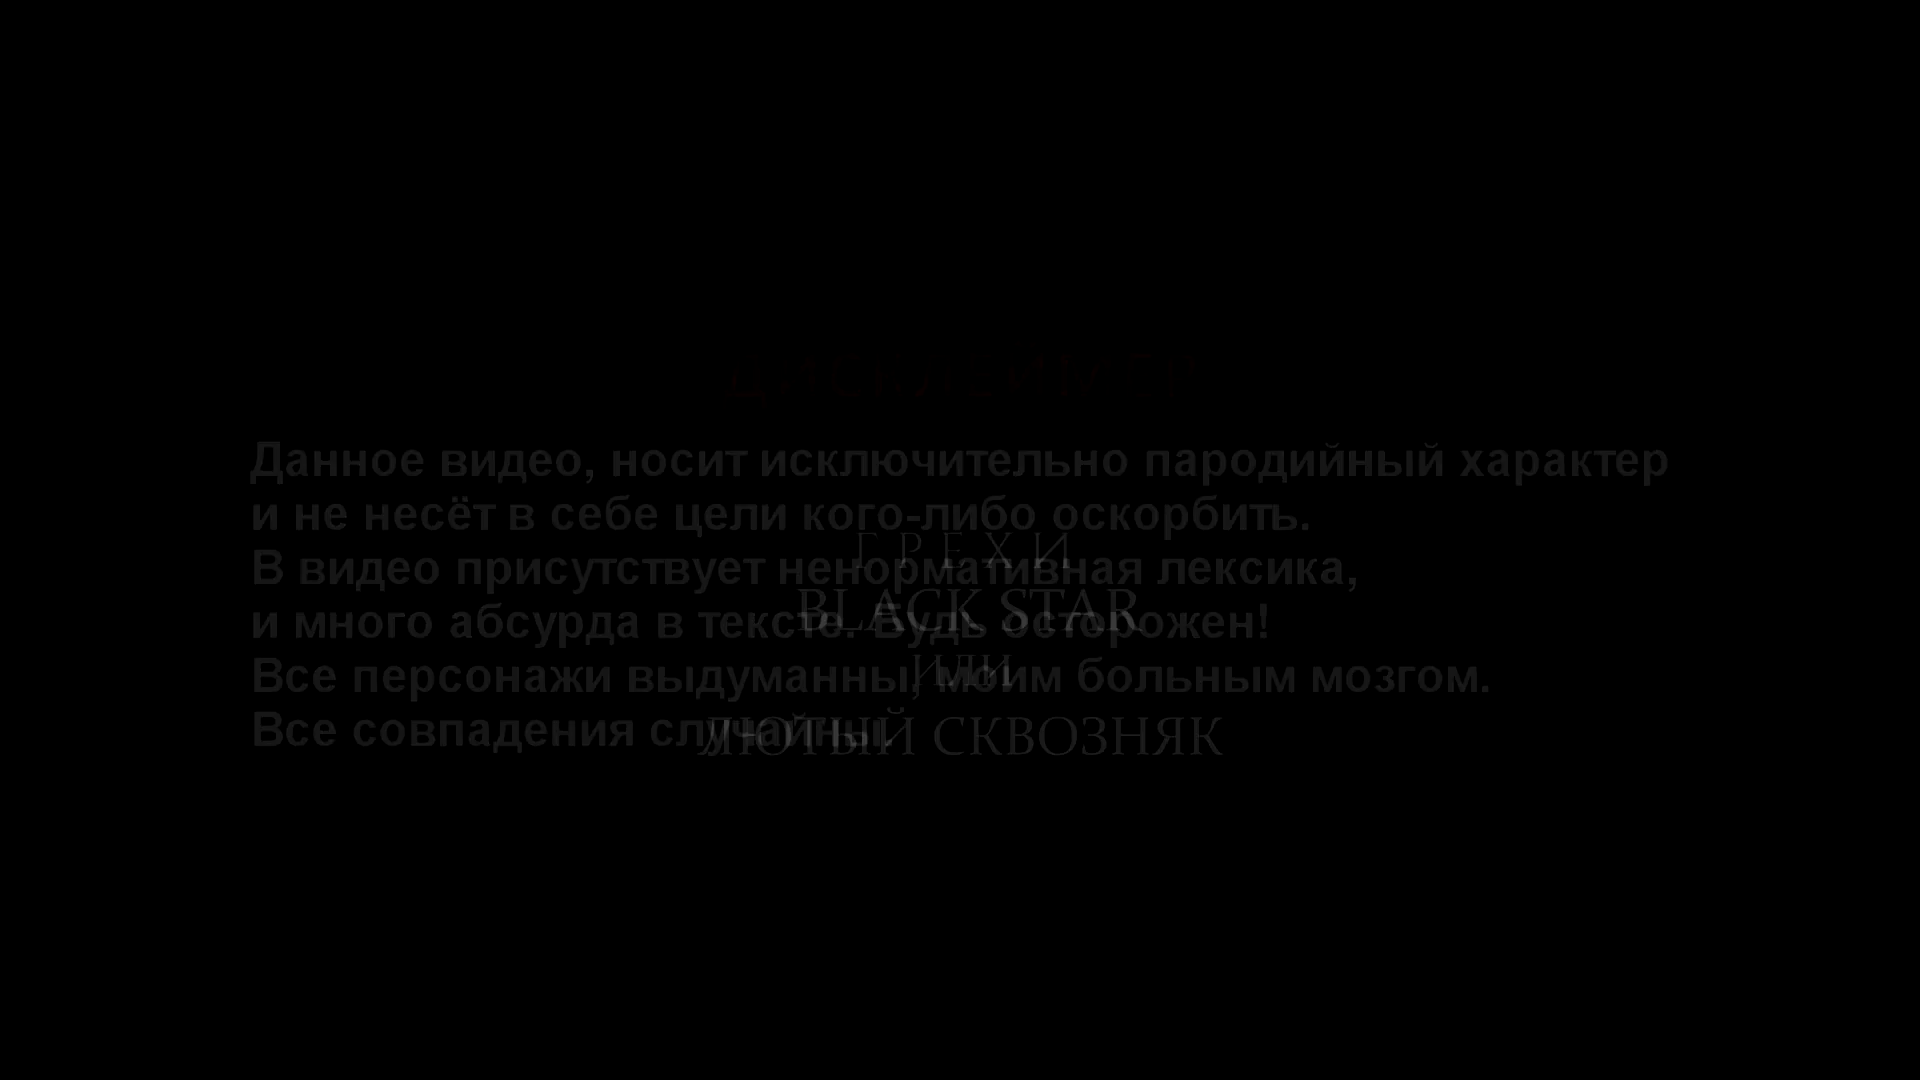 ДИСКЛЕЙМЕР
Данное видео, носит исключительно пародийный характер
и не несёт в себе цели кого-либо оскорбить.
В видео присутствует ненормативная лексика,
и много абсурда в тексте. Будь осторожен!
Все персонажи выдуманны, моим больным мозгом.
Все совпадения случайны.
ГРЕХИ
BLACK STAR
ИЛИ
ЛЮТЫЙ СКВОЗНЯК